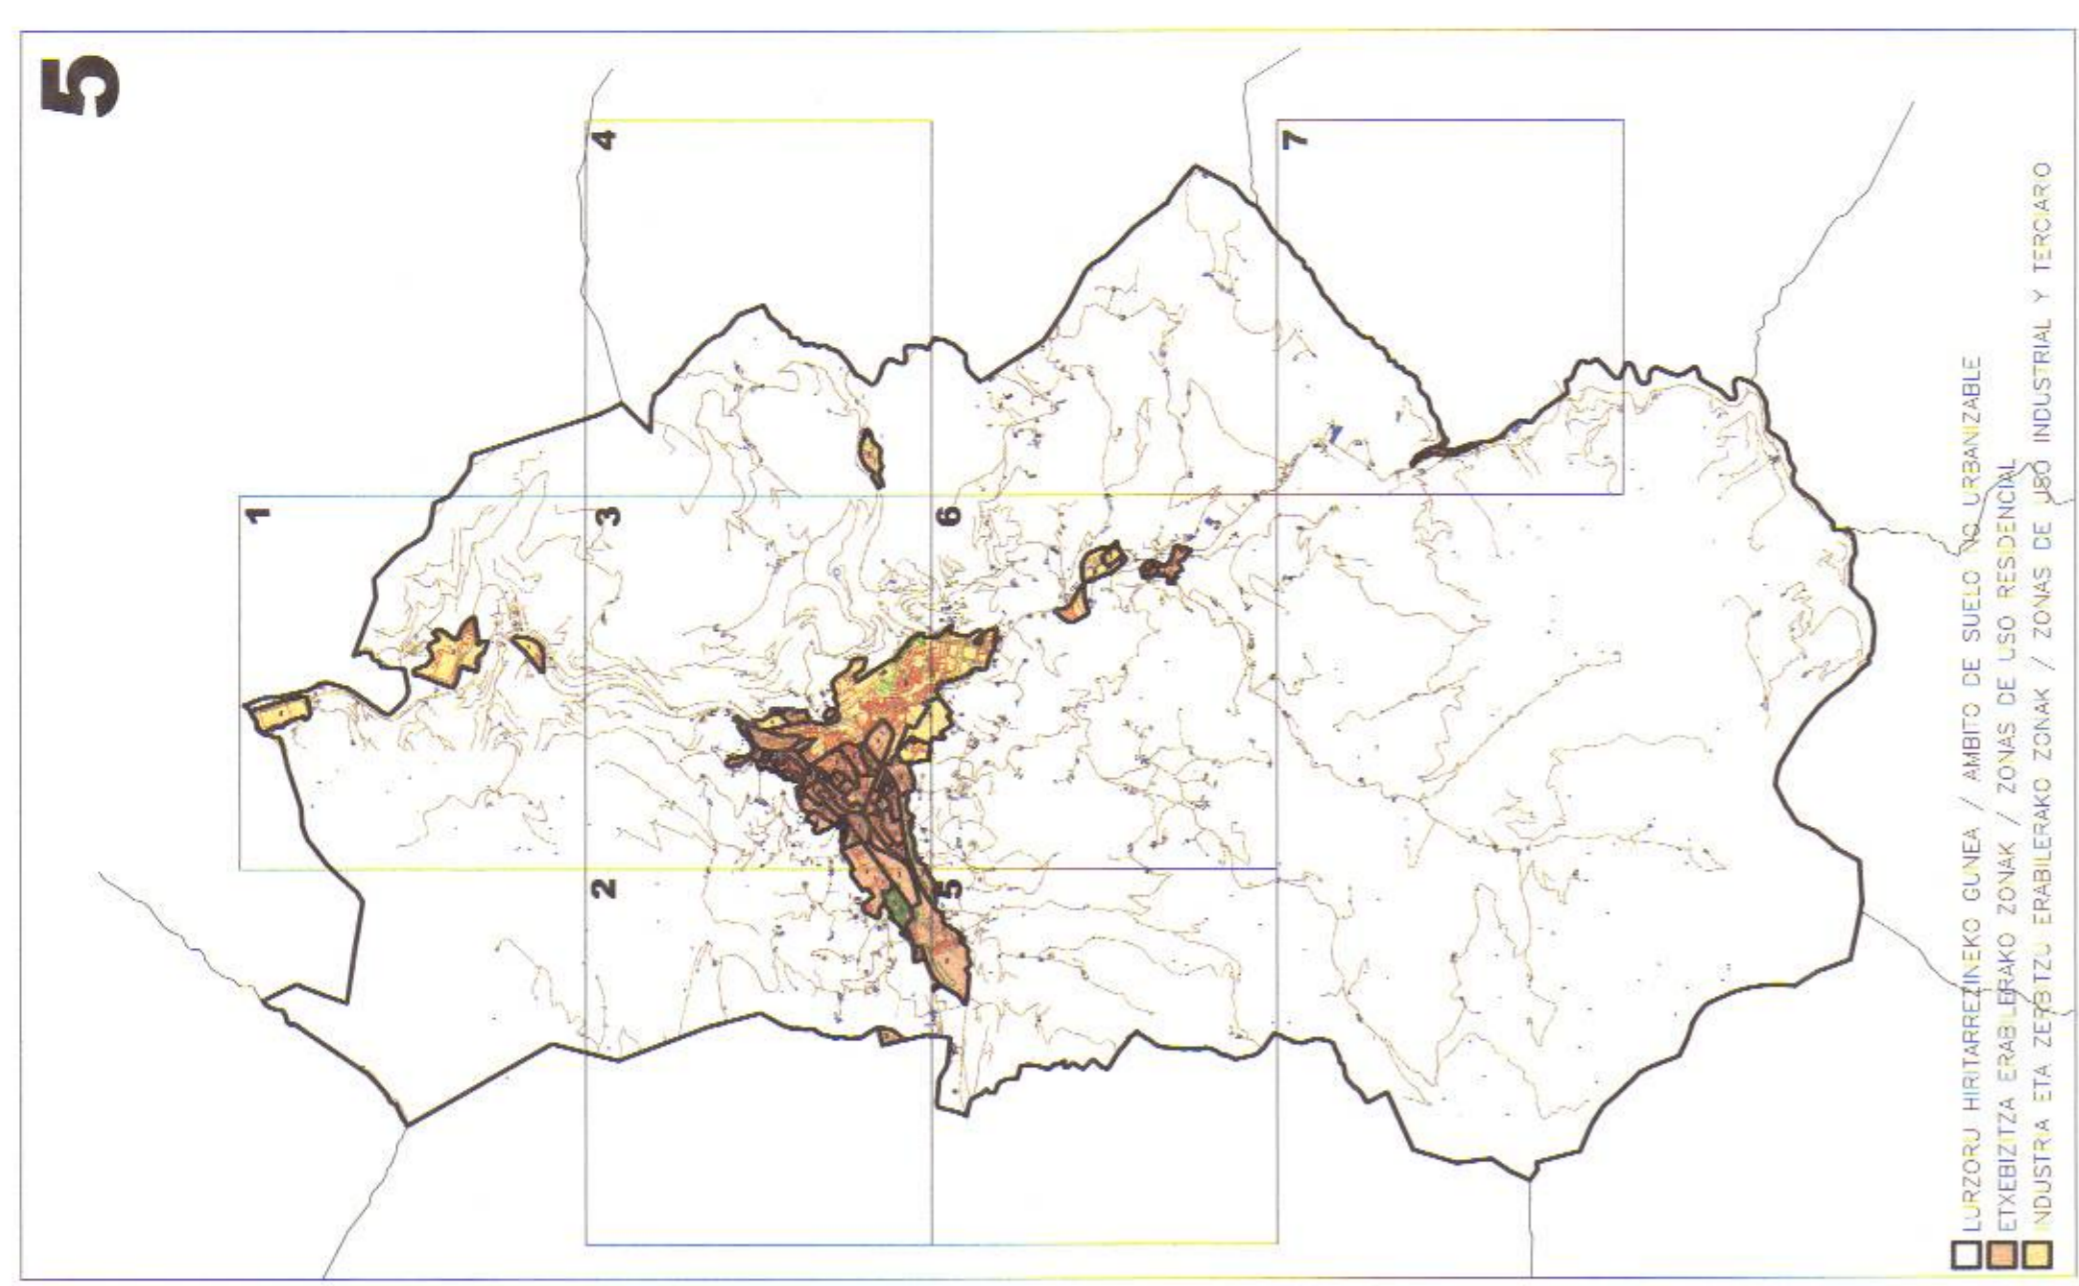 5
4
7
1
3
6
2
5
LURZORU HIRITARREZINEKO GUNEA / AMBITO DE SUELO NO URBANIZABLE
ETXEBIZITZA ERABILERAKO ZONAK / ZONAS DE USO RESIDENCIAL
INDUSTRIA ETA ZERBITZU ERABILERAKO ZONAK / ZONAS DE USO INDUSTRIAL Y TERCIARO